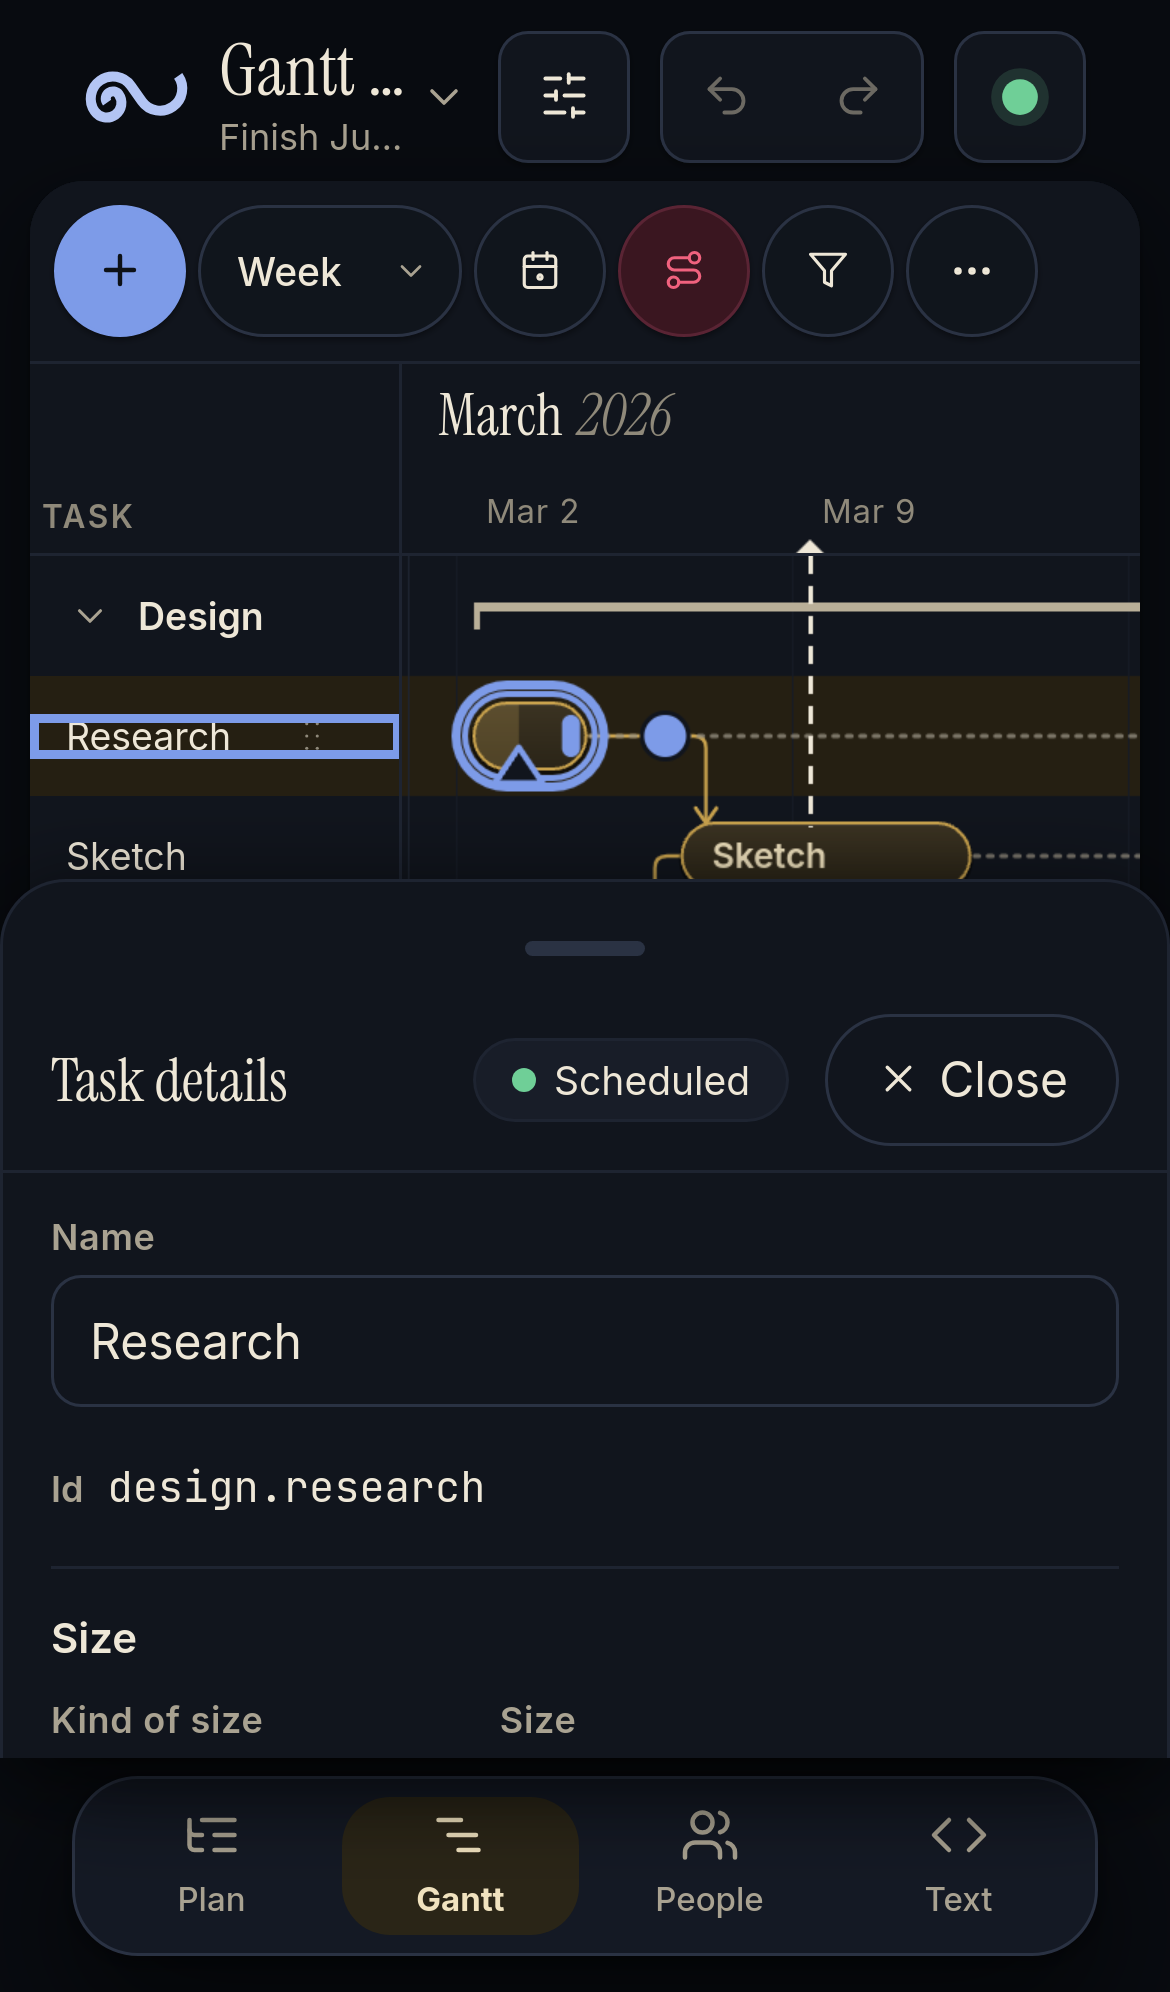 Gantt ...
Finish Ju...
Week
March 2026
TASK
Mar 2
Mar 9
Design
Research
Sketch
Sketch
Task details
Scheduled
Close
Name
Research
Id design.research
Size
Kind of size
Size
Plan
Gantt
People
Text